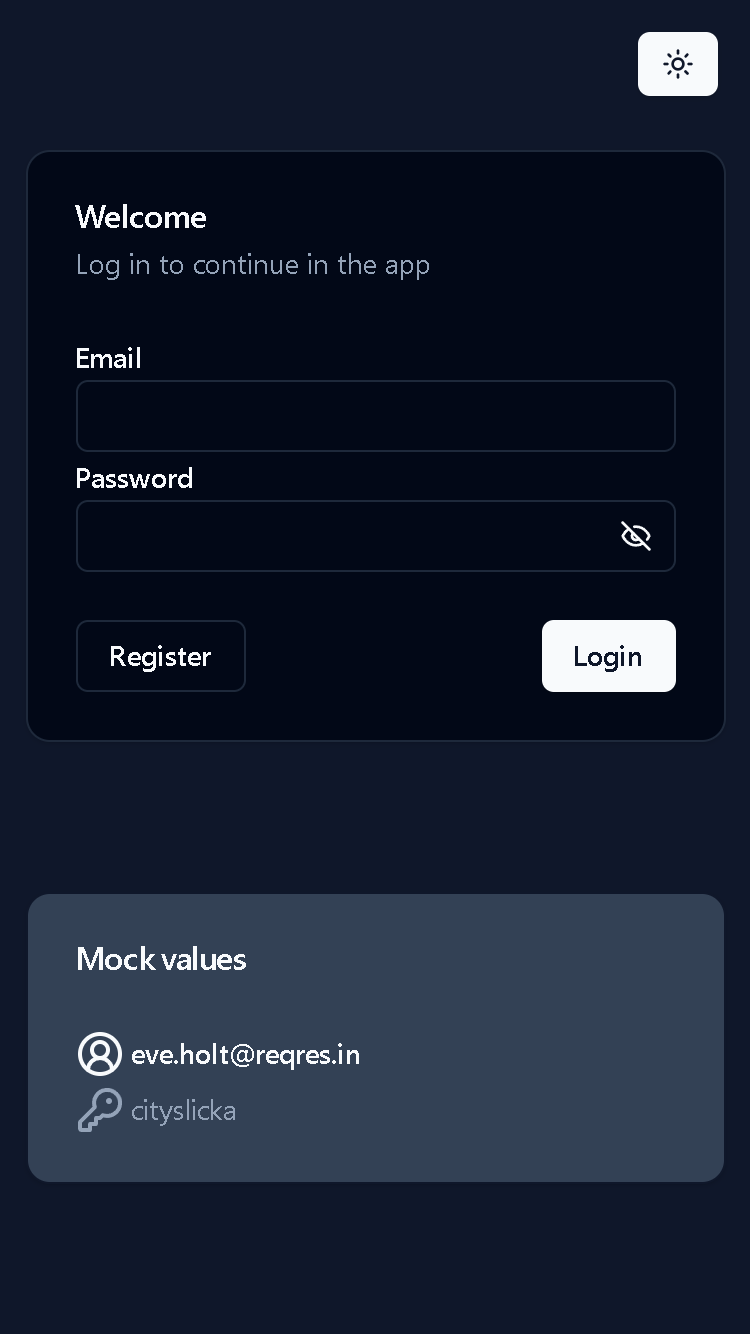 Welcome
Log in to continue in the app
Email
Password
Register
Login
Mock values
eve.holt@reqres.in
cityslicka